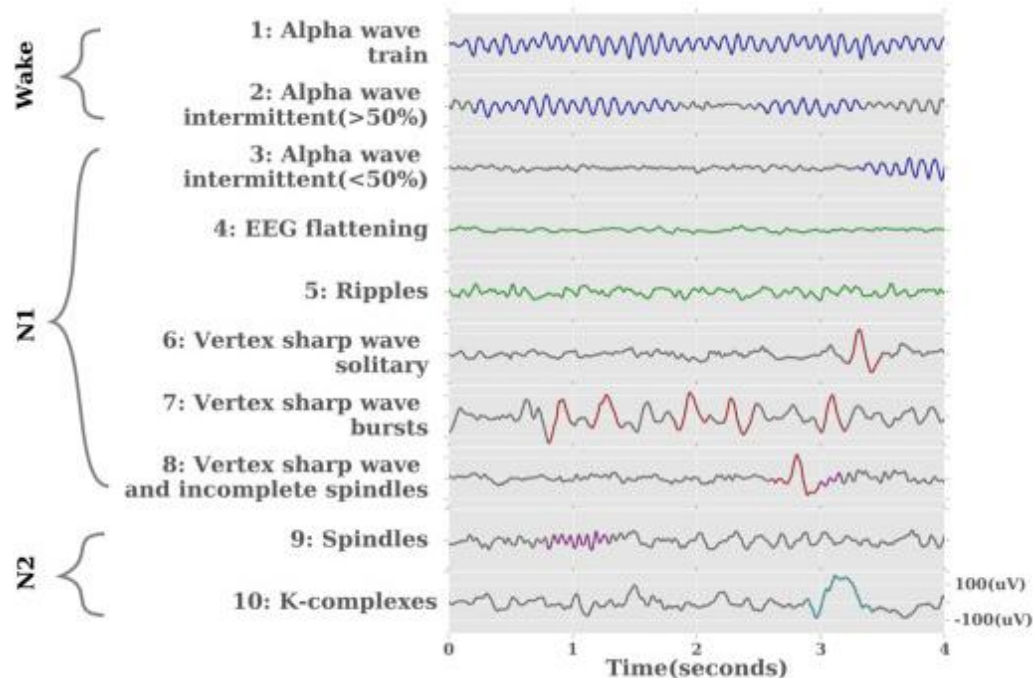 Wake
1: Alpha wave
train
2: Alpha wave
intermittent(>50%)
N1
3: Alpha wave
intermittent(<50%)
4: EEG flattening
5: Ripples
6: Vertex sharp wave
solitary
7: Vertex sharp wave
bursts
8: Vertex sharp wave
and incomplete spindles
N2
9: Spindles
10: K-complexes
100(uV)
-100(uV)
0 1 2 3 4
Time(seconds)